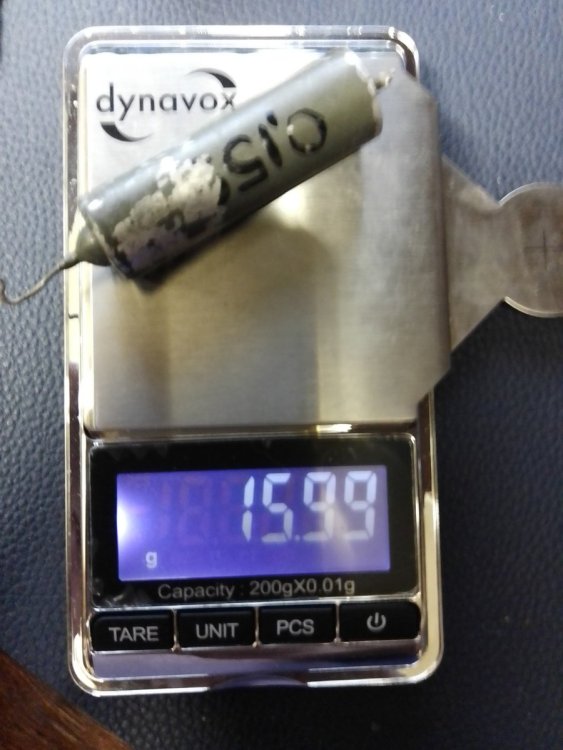 dynavox
0,15
15.99
g
Capacity : 200gX0.01g
TARE UNIT PCS